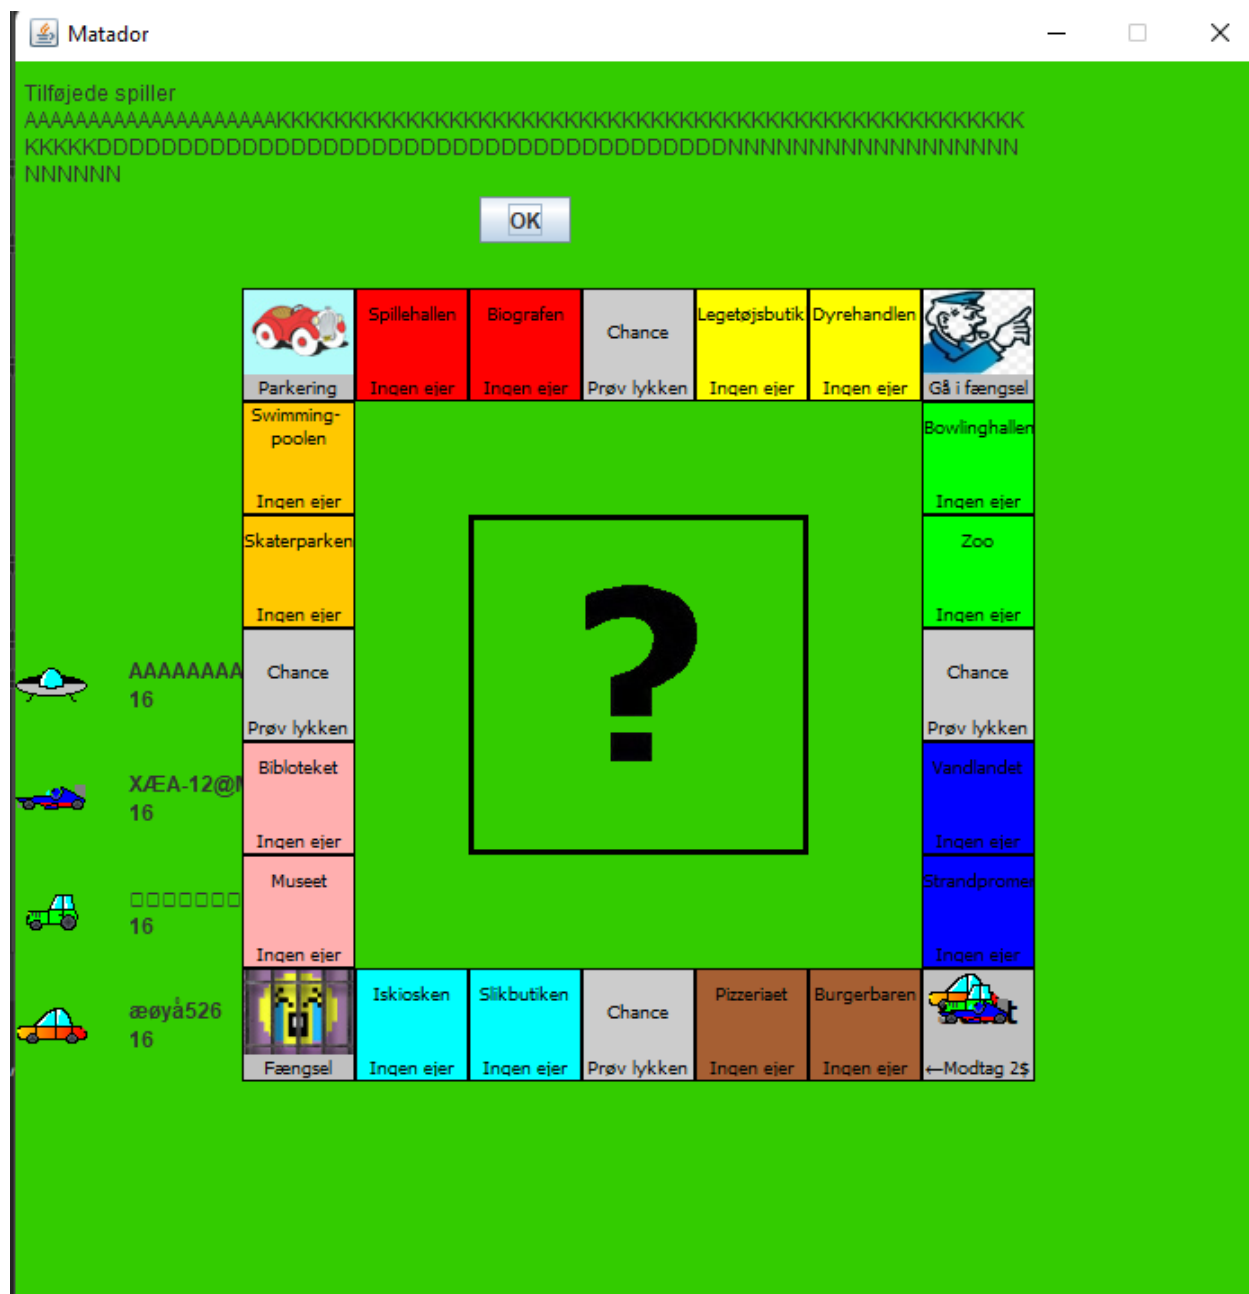 Matador
Tilføjede spiller
AAAAAAAAAAAAAAAAAAAAKKKKKKKKKKKKKKKKKKKKKKKKKKKKKKKKKKKKKKKKKKKKKKKKKKKK
KKKKKDDDDDDDDDDDDDDDDDDDDDDDDDDDDDDDDDDDDDDNNNNNNNNNNNNNNNNNN
NNNNNN
OK
Spillehallen Biografen Chance Legetøjsbutik Dyrehandlen
Parkering Ingen ejer Ingen ejer Prøv lykken Ingen ejer Ingen ejer Gå i fængsel
Swimming-
poolen
Bowlinghallen
Ingen ejer Ingen ejer
Skaterparken Zoo
Ingen ejer Ingen ejer
?
AAAAAAAA Chance Chance
16
Prøv lykken Prøv lykken
Bibloteket Vandlandet
XÆA-12@
16
Ingen ejer Ingen ejer
Museet Strandprome
16
Ingen ejer Ingen ejer
Iskiosken Slikbutiken Chance Pizzeriaet Burgerbaren
æøyå526
16
Fængsel Ingen ejer Ingen ejer Prøv lykken Ingen ejer Ingen ejer ←Modtag 2$